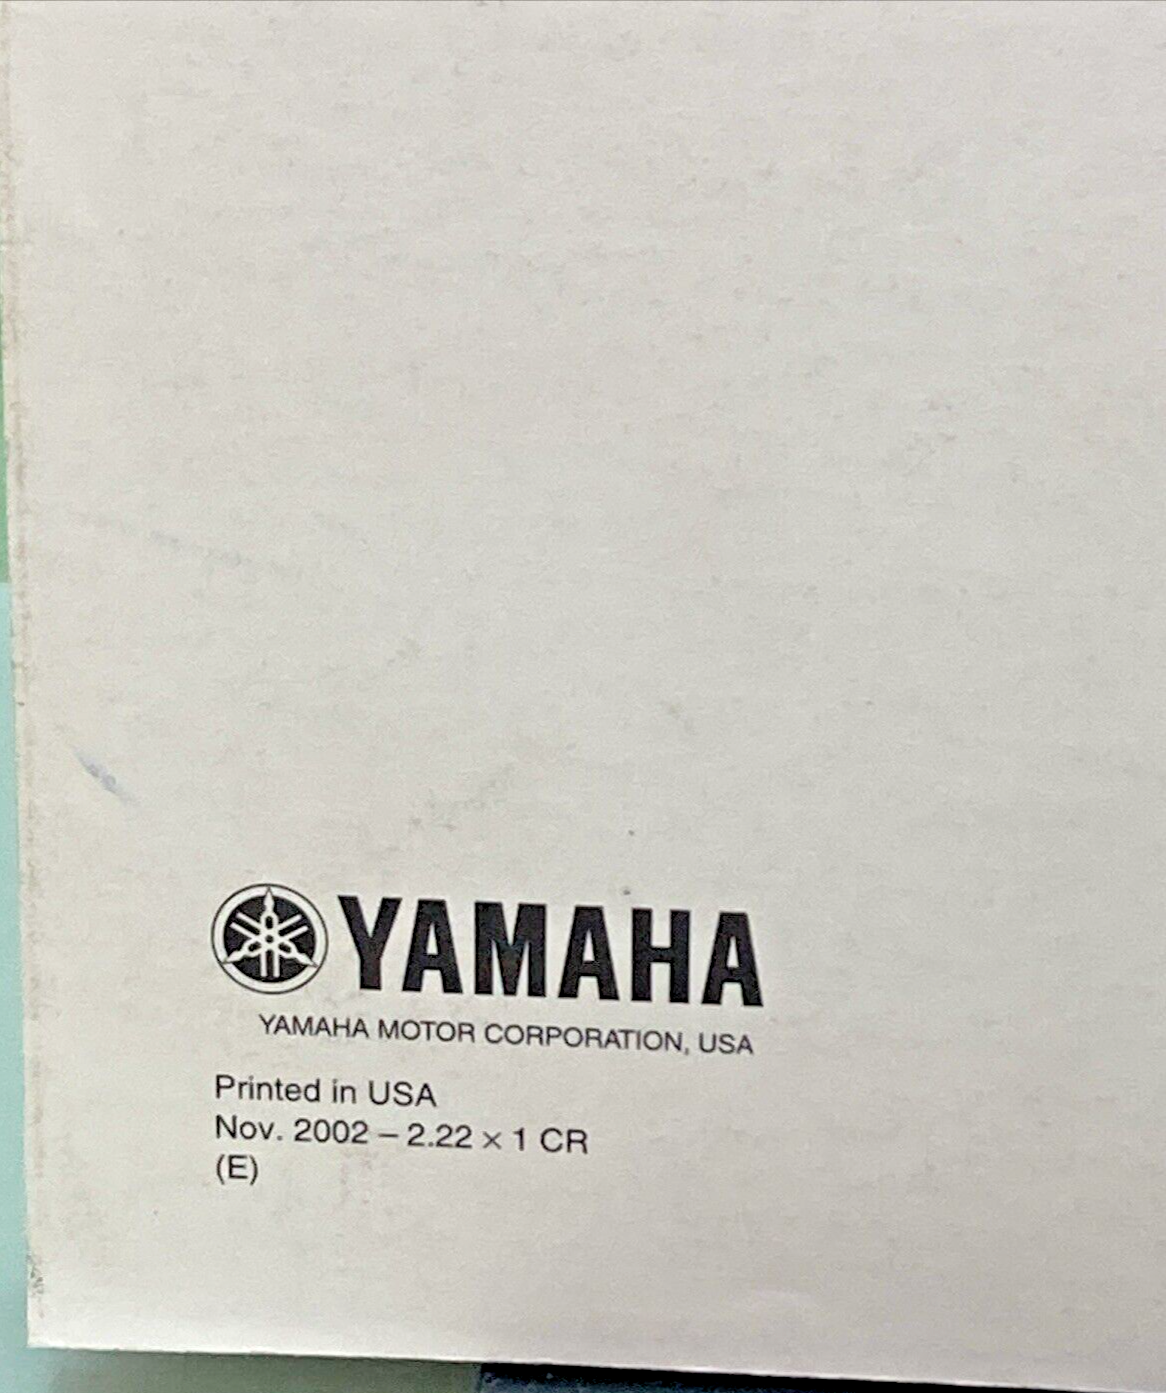 YAMAHA
YAMAHA MOTOR CORPORATION, USA
Printed in USA
Nov. 2002 – 2.22 × 1 CR
(E)